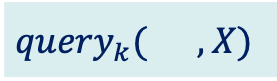 query_k(   , X)